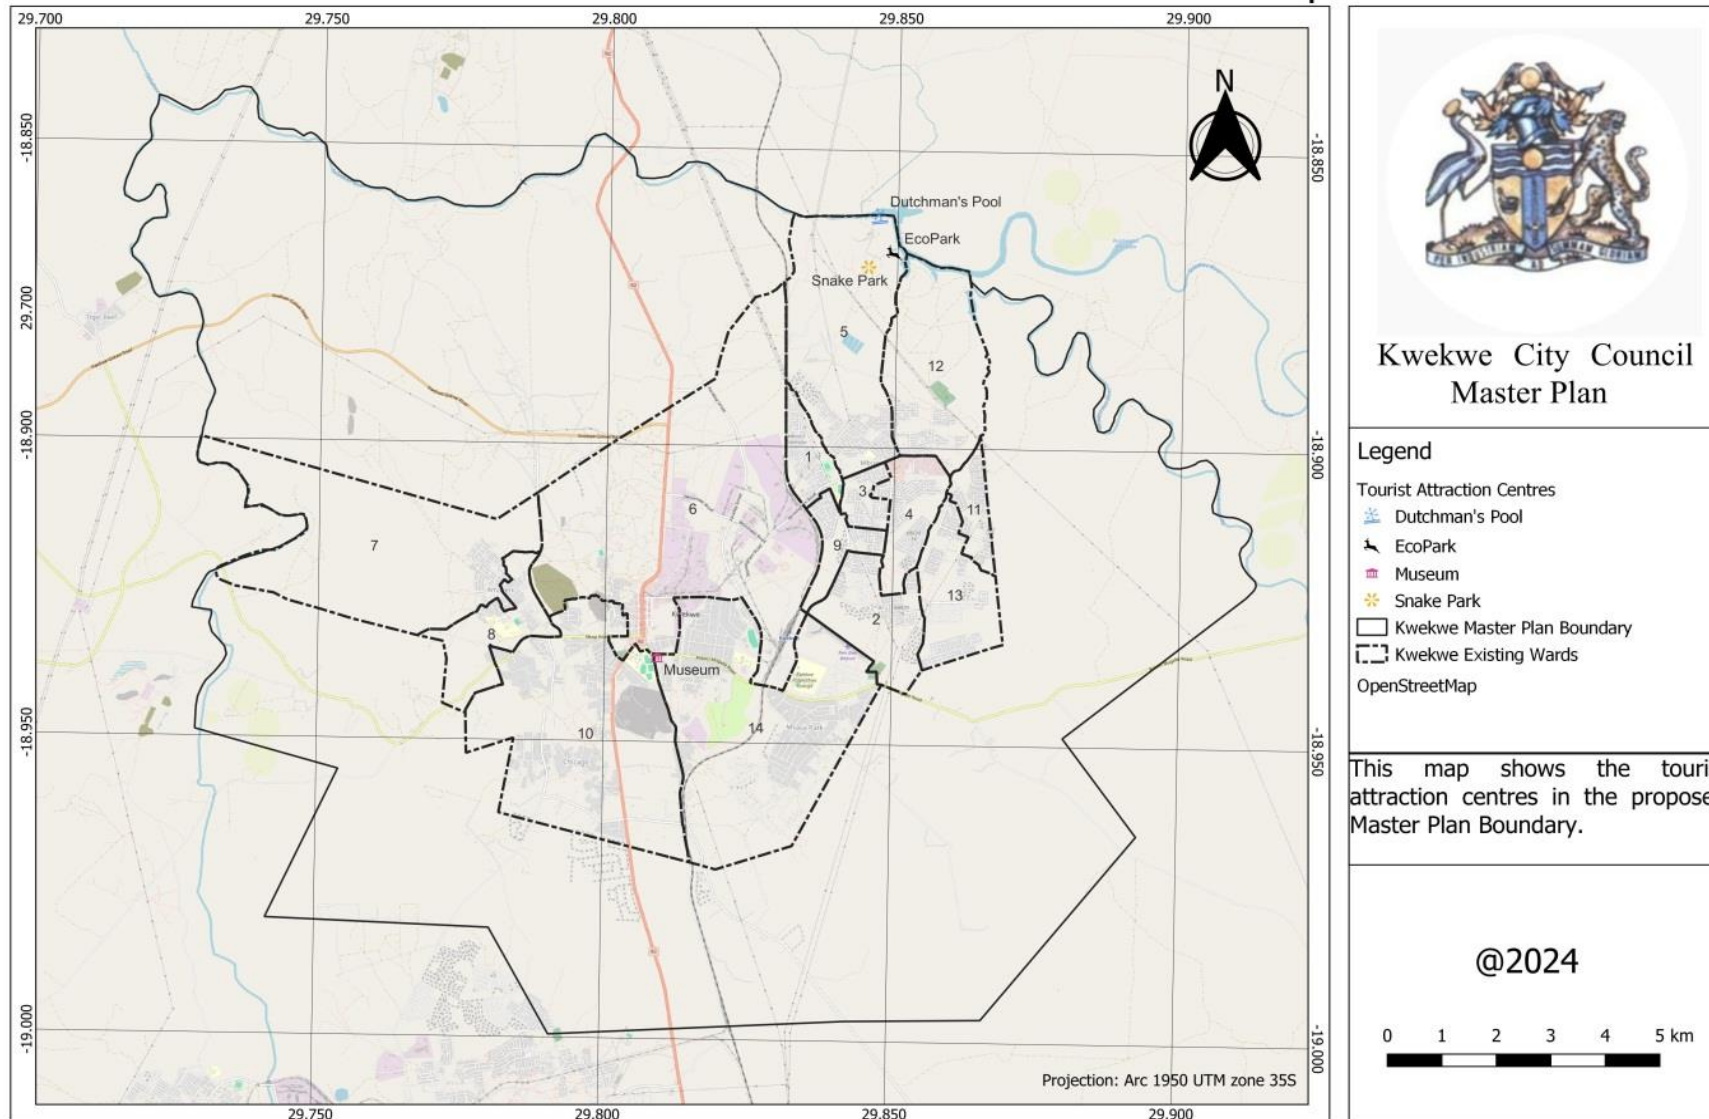 29.700 29.750 29.800 29.850 29.900
-18.850 -18.850
29.700
-18.900 -18.900
-18.950 -18.950
-19.000 -19.000
29.750 29.800 29.850 29.900
N
Dutchman's Pool
EcoPark
Snake Park
5
12
1
3
6
4
11
7
9
13
2
8
Museum
10
14
Projection: Arc 1950 UTM zone 35S
Kwekwe City Council
Master Plan
Legend
Tourist Attraction Centres
Dutchman's Pool
EcoPark
Museum
Snake Park
Kwekwe Master Plan Boundary
Kwekwe Existing Wards
OpenStreetMap
This map shows the touri
attraction centres in the propose
Master Plan Boundary.
@2024
0 1 2 3 4 5 km